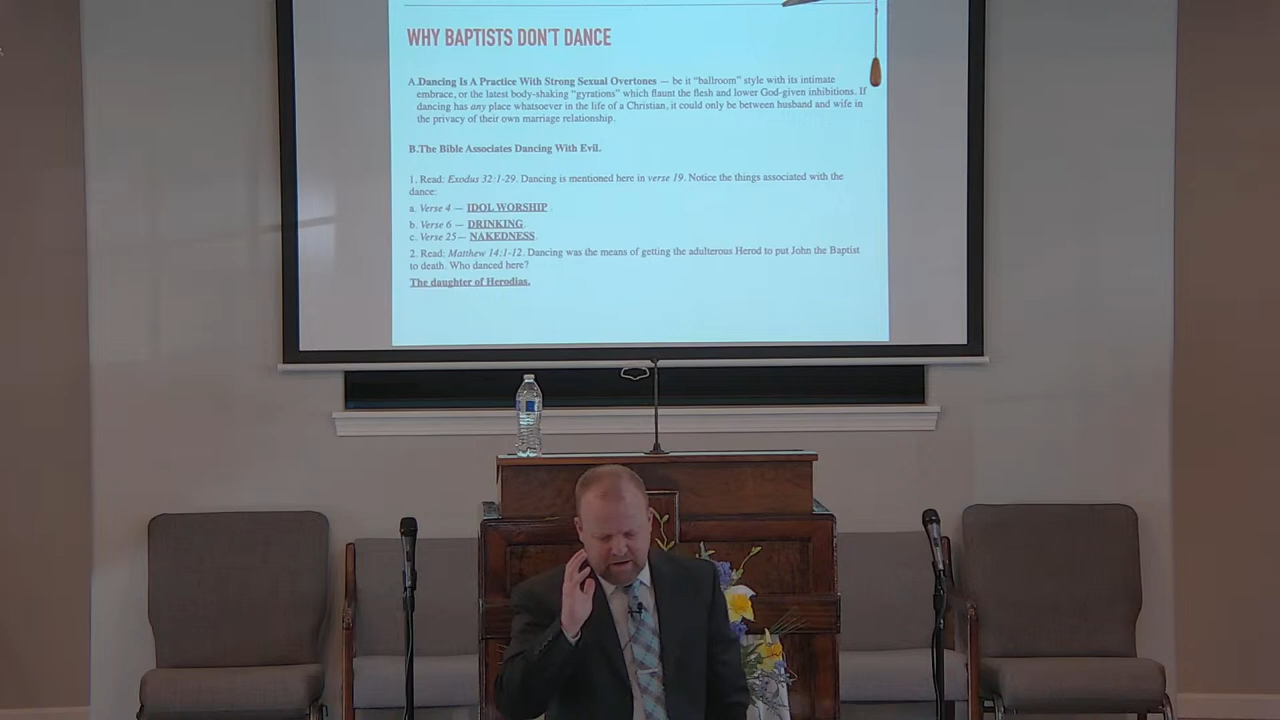 WHY BAPTISTS DON'T DANCE
A.Dancing Is A Practice With Strong Sexual Overtones — be it "ballroom" style with its intimate
embrace, or the latest body-shaking "gyrations" which flaunt the flesh and lower God-given inhibitions. If
dancing has any place whatsoever in the life of a Christian, it could only be between husband and wife in
the privacy of their own marriage relationship.
B.The Bible Associates Dancing With Evil.
1. Read: Exodus 32:1-29. Dancing is mentioned here in verse 19. Notice the things associated with the
dance:
a. Verse 4 — IDOL WORSHIP .
b. Verse 6 — DRINKING.
c. Verse 25— NAKEDNESS.
2. Read: Matthew 14:1-12. Dancing was the means of getting the adulterous Herod to put John the Baptist
to death. Who danced here?
The daughter of Herodias.